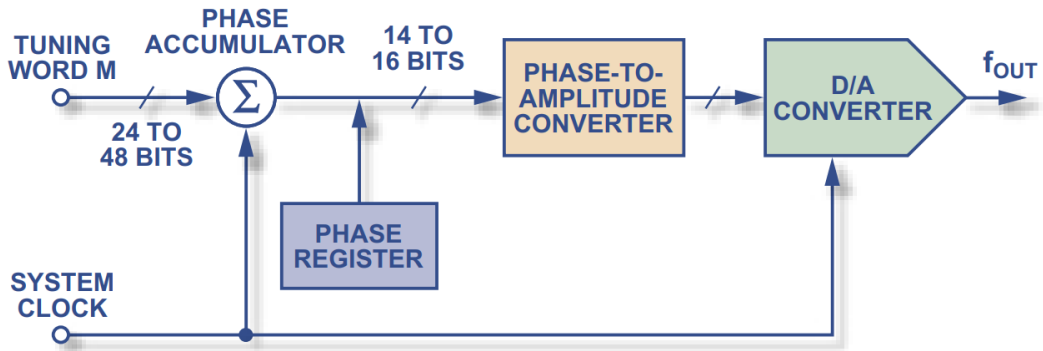 TUNING
WORD M
24 TO
48 BITS
PHASE
ACCUMULATOR
Σ
14 TO
16 BITS
PHASE
REGISTER
PHASE-TO-
AMPLITUDE
CONVERTER
D/A
CONVERTER
fOUT
SYSTEM
CLOCK